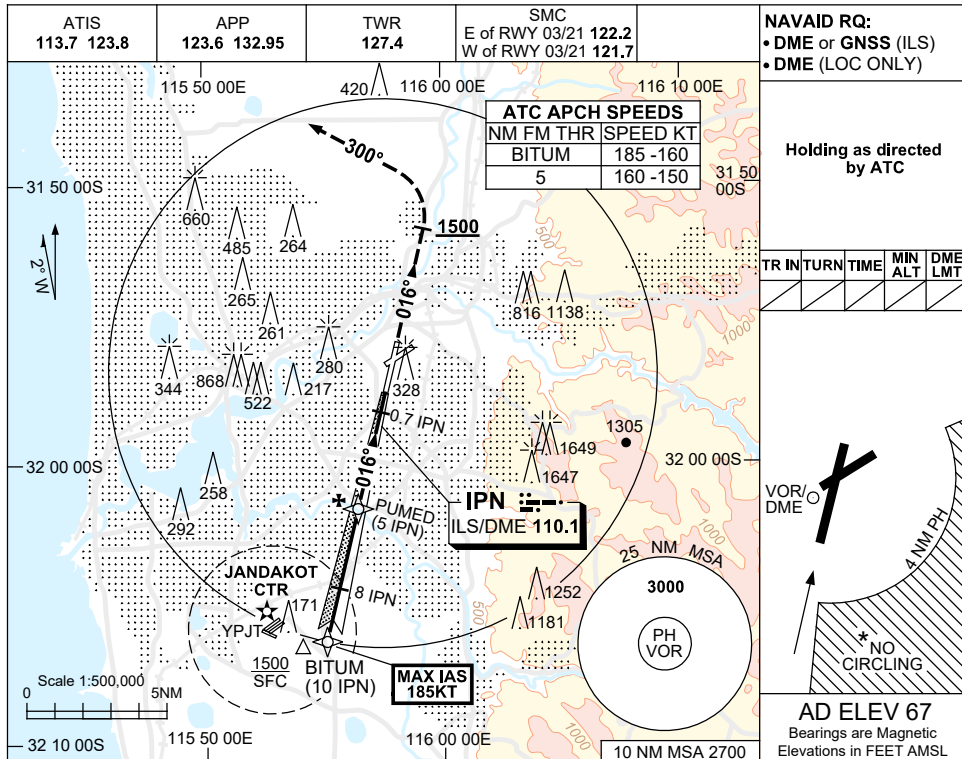 ATIS
113.7 123.8
APP
123.6 132.95
TWR
127.4
SMC
E of RWY 03/21 122.2
W of RWY 03/21 121.7
NAVAID RQ:
• DME or GNSS (ILS)
• DME (LOC ONLY)
115 50 00E
420
116 00 00E
116 10 00E
ATC APCH SPEEDS
NM FM THR SPEED KT
BITUM 185 -160
5 160 -150
Holding as directed
by ATC
300°
31 50 00S
31 50
00S
660
485
264
1500
500
2° W
TR IN TURN TIME MIN ALT DME LMT
265
261
016°
816
1138
1000
280
344
868
522
217
328
0.7 IPN
1649
1305
1647
016°
32 00 00S
32 00 00S
258
292
PUMED
(5 IPN)
IPN
ILS/DME 110.1
VOR/
DME
4 NM PH
1000
25 NM MSA
3000
PH
VOR
JANDAKOT
CTR
171
8 IPN
1252
1181
500
YPJT
1500
SFC
BITUM
(10 IPN)
MAX IAS
185KT
* NO
CIRCLING
Scale 1:500,000
0 5NM
1000
AD ELEV 67
Bearings are Magnetic
Elevations in FEET AMSL
32 10 00S
115 50 00E
116 00 00E
10 NM MSA 2700